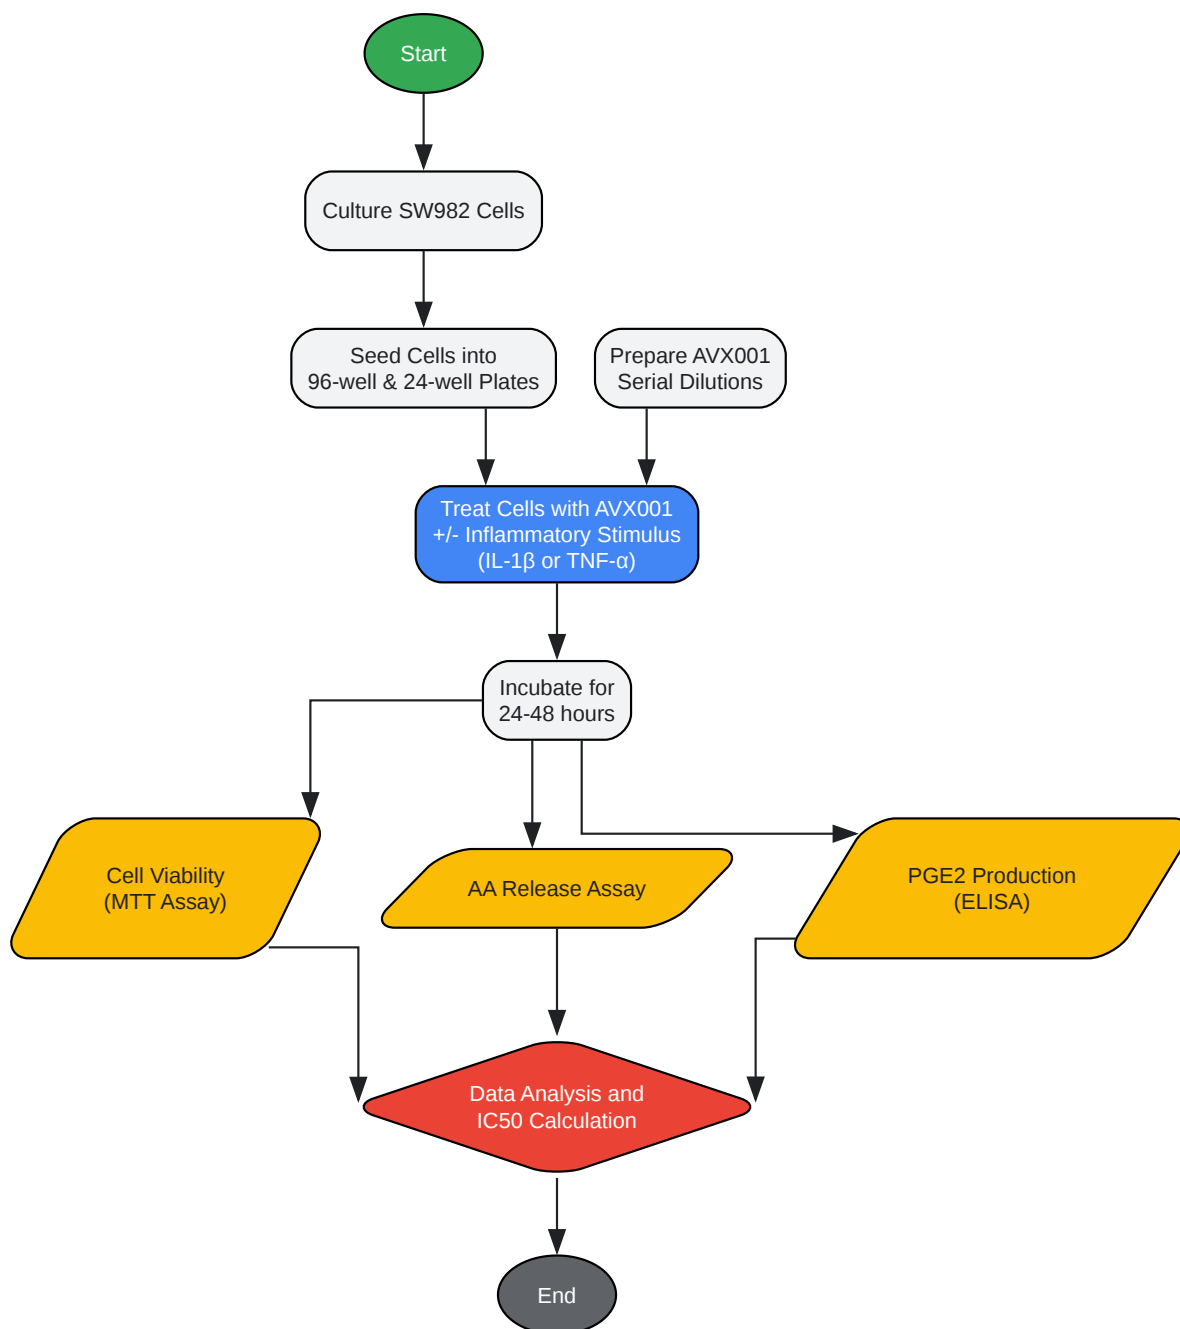 Start
Culture SW982 Cells
Seed Cells into
96-well & 24-well Plates
Prepare AVX001
Serial Dilutions
Treat Cells with AVX001
+/- Inflammatory Stimulus
(IL-1β or TNF-α)
Incubate for
24-48 hours
Cell Viability
(MTT Assay)
AA Release Assay
PGE2 Production
(ELISA)
Data Analysis and
IC50 Calculation
End